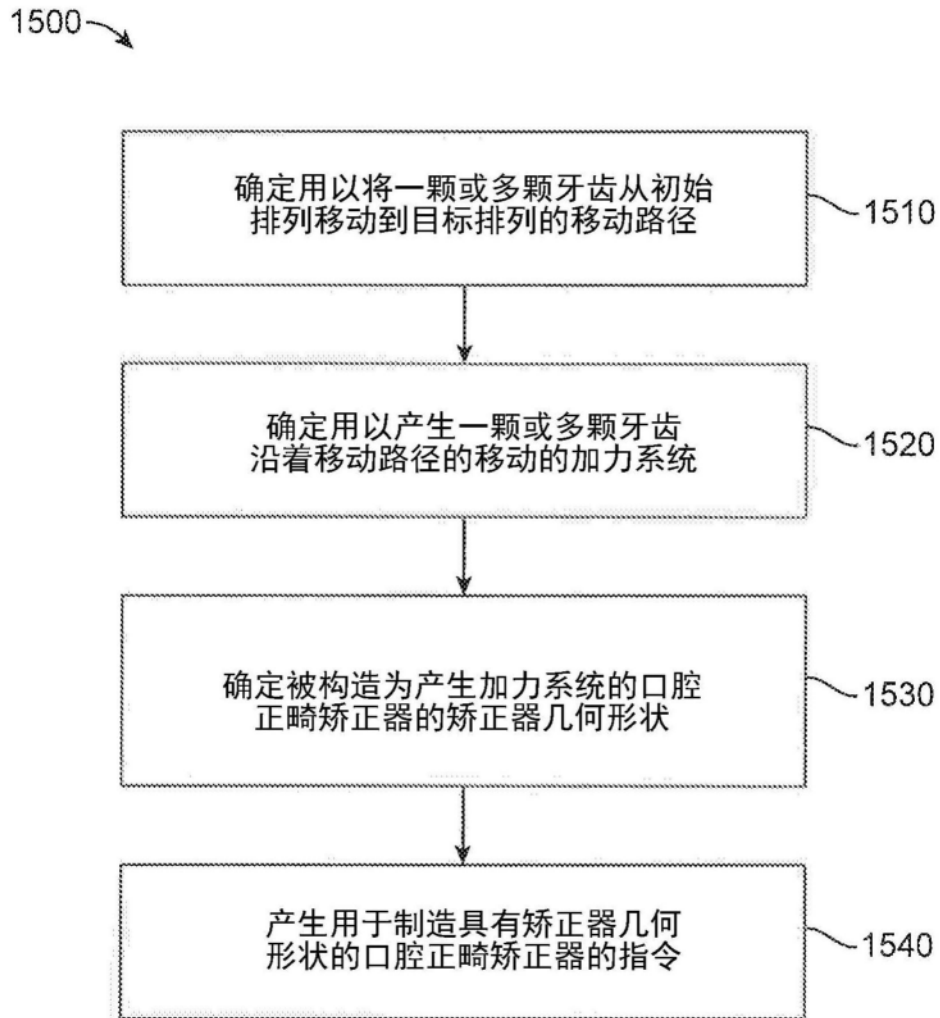 1500
确定用以将一颗或多颗牙齿从初始
排列移动到目标排列的移动路径
1510
确定用以产生一颗或多颗牙齿
沿着移动路径的移动的加力系统
1520
确定被构造为产生加力系统的口腔
正畸矫正器的矫正器几何形状
1530
产生用于制造具有矫正器几何
形状的口腔正畸矫正器的指令
1540